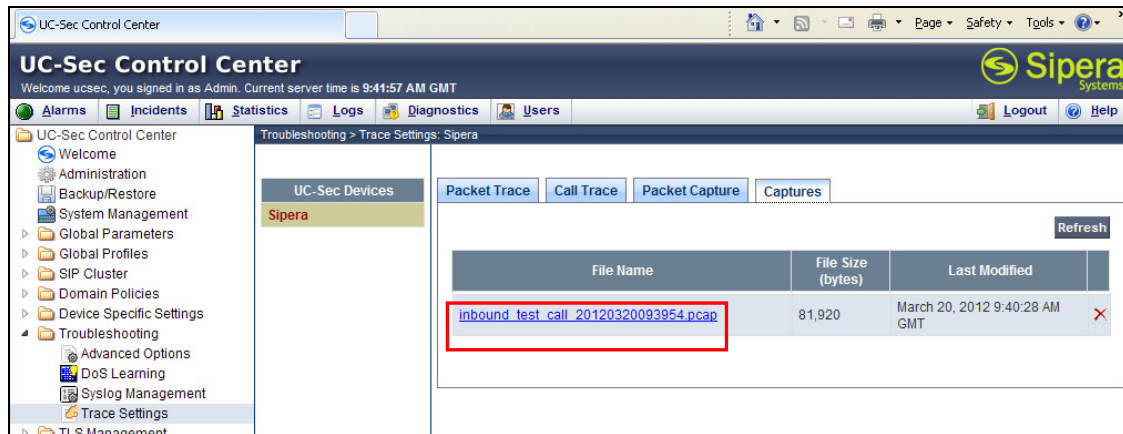 UC-Sec Control Center
Page Safety Tools
UC-Sec Control Center
Welcome ucsec, you signed in as Admin. Current server time is 9:41:57 AM GMT
Sipera
Systems
Alarms Incidents Statistics Logs Diagnostics Users Logout Help
UC-Sec Control Center
Welcome
Administration
Backup/Restore
System Management
Global Parameters
Global Profiles
SIP Cluster
Domain Policies
Device Specific Settings
Troubleshooting
Advanced Options
DoS Learning
Syslog Management
Trace Settings
TLS Management
Troubleshooting > Trace Settings: Sipera
UC-Sec Devices
Sipera
Packet Trace Call Trace Packet Capture Captures
Refresh
File Name File Size (bytes) Last Modified
inbound_test_call_20120320093954.pcap 81,920 March 20, 2012 9:40:28 AM GMT